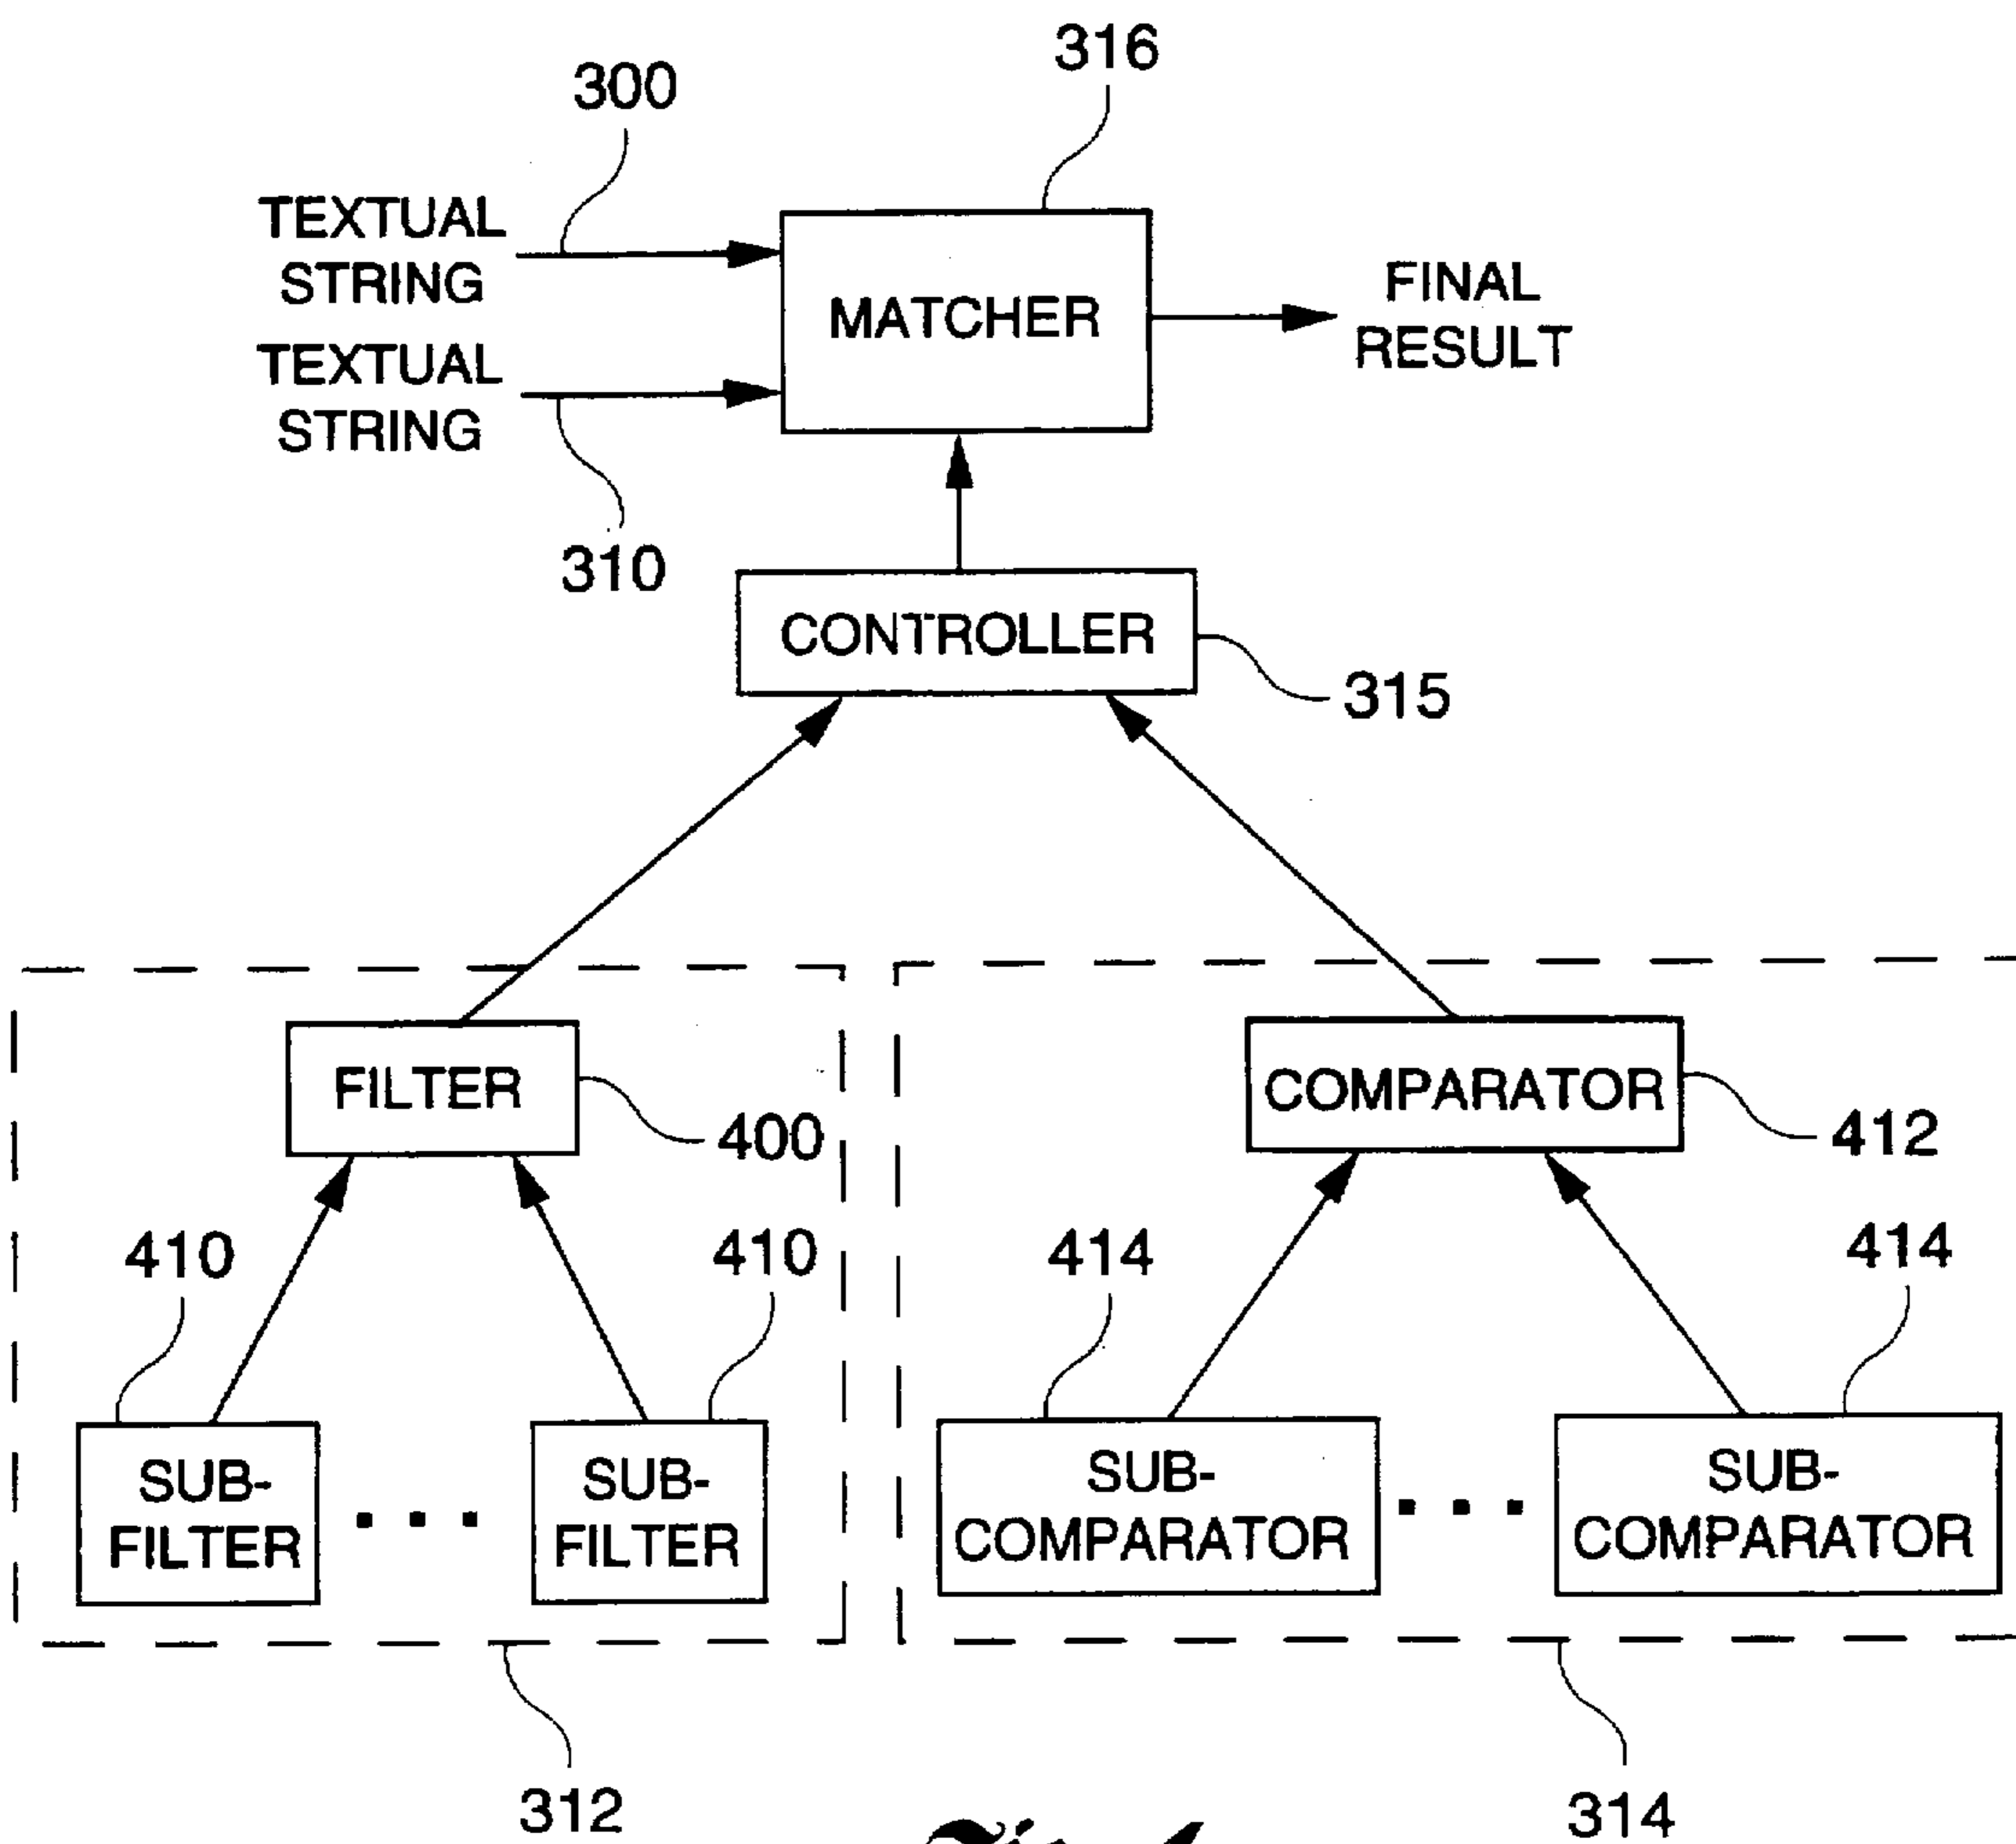 316
300
TEXTUAL
STRING
MATCHER
FINAL
RESULT
TEXTUAL
STRING
310
CONTROLLER
315
FILTER
400
COMPARATOR
412
410
410
414
414
SUB-
FILTER
SUB-
FILTER
SUB-
COMPARATOR
SUB-
COMPARATOR
312
314